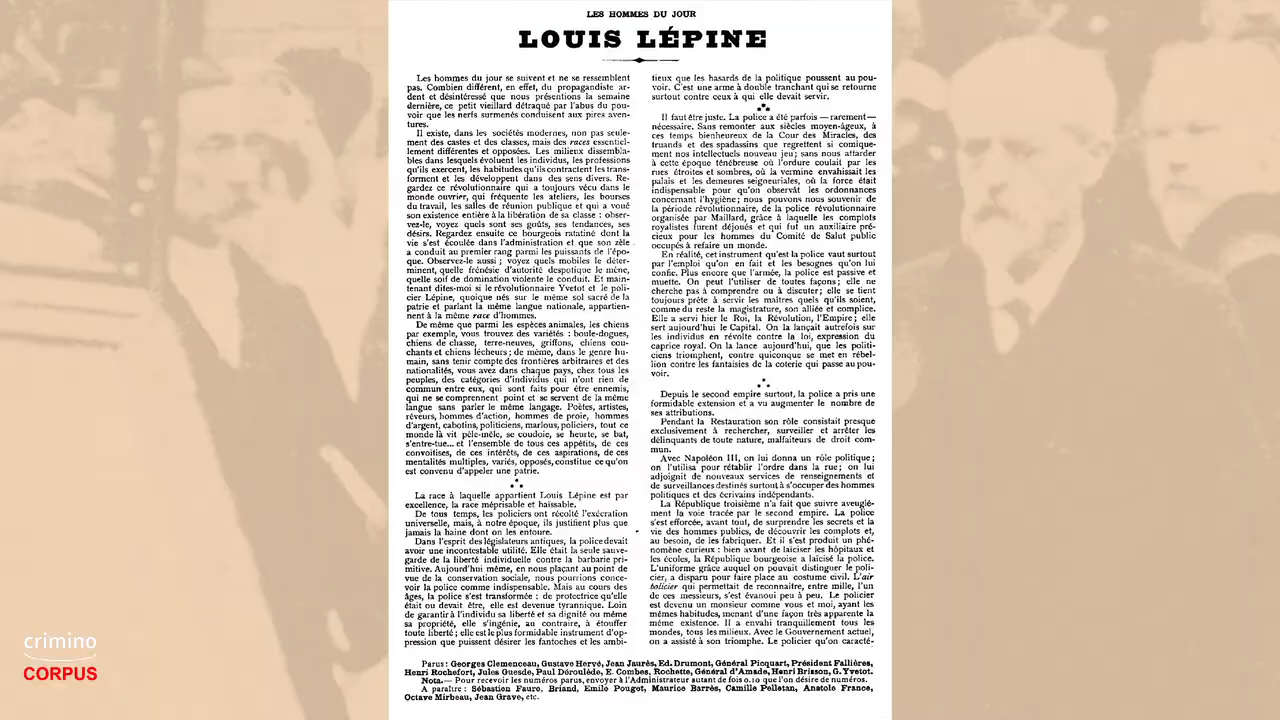 LES HOMMES DU JOUR
LOUIS LÉPINE
Les hommes du jour se suivent et ne se ressemblent
pas. Combien différent, en effet, du propagandiste ar-
dent et désintéressé que nous présentions la semaine
dernière, ce petit vieillard détraqué par l'abus du pou-
voir que les nerfs surmenés conduisent aux pires aven-
tures.
Il existe, dans les sociétés modernes, non pas seule-
ment des castes et des classes, mais des races essentiel-
lement différentes et opposées. Les milieux dissembla-
bles dans lesquels évoluent les individus, les professions
qu'ils exercent, les habitudes qu'ils contractent les trans-
forment et les développent dans des sens divers. Re-
gardez ce révolutionnaire qui a toujours vécu dans le
monde ouvrier, qui fréquente les ateliers, les bourses
du travail, les salles de réunion publique et qui a voué
son existence entière à la libération de sa classe : obser-
vez-le, voyez quels sont ses goûts, ses tendances, ses
désirs. Regardez ensuite ce bourgeois ratatiné dont la
vie s'est écoulée dans l'administration et que son zèle
a conduit au premier rang parmi les puissants de l'épo-
que. Observez-le aussi ; voyez quels mobiles le déter-
minent, quelle frénésie d'autorité despotique le mène,
quelle soif de domination violente le conduit. Et main-
tenant dites-moi si le révolutionnaire Yvetot et le poli-
cier Lépine, quoique nés sur le même sol sacré de la
patrie et parlant la même langue nationale, appartien-
nent à la même race d'hommes.
De même que parmi les espèces animales, les chiens
par exemple, vous trouvez des variétés : boule-dogues,
chiens de chasse, terre-neuves, griffons, chiens cou-
chants et chiens lécheurs ; de même, dans le genre hu-
main, sans tenir compte des frontières arbitraires et des
nationalités, vous avez dans chaque pays, chez tous les
peuples, des catégories d'individus qui n'ont rien de
commun entre eux, qui sont faits pour être ennemis,
qui ne se comprennent point et se servent de la même
langue sans parler le même langage. Poètes, artistes,
rêveurs, hommes d'action, hommes de proie, hommes
d'argent, cabotins, politiciens, marlous, policiers, tout ce
monde là vit pêle-mêle, se coudoie, se heurte, se bat,
s'entre-tue... et l'ensemble de tous ces appétits, de ces
convoitises, de ces intérêts, de ces aspirations, de ces
mentalités multiples, variés, opposés, constitue ce qu'on
est convenu d'appeler une patrie.
La race à laquelle appartient Louis Lépine est par
excellence, la race méprisable et haïssable.
De tous temps, les policiers ont récolté l'exécration
universelle, mais, à notre époque, ils justifient plus que
jamais la haine dont on les entoure.
Dans l'esprit des législateurs antiques, la police devait
avoir une incontestable utilité. Elle était la seule sauve-
garde de la liberté individuelle contre la barbarie pri-
mitive. Aujourd'hui même, en nous plaçant au point de
vue de la conservation sociale, nous pourrions conce-
voir la police comme indispensable. Mais au cours des
âges, la police s'est transformée : de protectrice qu'elle
était ou devait être, elle est devenue tyrannique. Loin
de garantir à l'individu sa liberté et sa dignité ou même
sa propriété, elle s'ingénie, au contraire, à étouffer
toute liberté ; elle est le plus formidable instrument d'op-
pression que puissent désirer les fantoches et les ambi-
tieux que les hasards de la politique poussent au pou-
voir. C'est une arme à double tranchant qui se retourne
surtout contre ceux à qui elle devait servir.
Il faut être juste. La police a été parfois — rarement —
nécessaire. Sans remonter aux siècles moyen-âgeux, à
ces temps bienheureux de la Cour des Miracles, des
truands et des spadassins que regrettent si comique-
ment nos intellectuels nouveau jeu ; sans nous attarder
à cette époque ténébreuse où l'ordure coulait par les
rues étroites et sombres, où la vermine envahissait les
palais et les demeures seigneuriales, où la force était
indispensable pour qu'on observât les ordonnances
concernant l'hygiène ; nous pouvons nous souvenir de
la période révolutionnaire, de la police révolutionnaire
organisée par Maillard, grâce à laquelle les complots
royalistes furent déjoués et qui fut un auxiliaire pré-
cieux pour les hommes du Comité de Salut public
occupés à refaire un monde.
En réalité, cet instrument qu'est la police vaut surtout
par l'emploi qu'on en fait et les besognes qu'on lui
confie. Plus encore que l'armée, la police est passive et
muette. On peut l'utiliser de toutes façons ; elle ne
cherche pas à comprendre ou à discuter ; elle se tient
toujours prête à servir les maîtres quels qu'ils soient,
comme du reste la magistrature, son alliée et complice.
Elle a servi hier le Roi, la Révolution, l'Empire ; elle
sert aujourd'hui le Capital. On la lançait autrefois sur
les individus en révolte contre la loi, expression du
caprice royal. On la lance aujourd'hui, que les politi-
ciens triomphent, contre quiconque se met en rébel-
lion contre les fantaisies de la coterie qui passe au pou-
voir.
Depuis le second empire surtout, la police a pris une
formidable extension et a vu augmenter le nombre de
ses attributions.
Pendant la Restauration son rôle consistait presque
exclusivement à rechercher, surveiller et arrêter les
délinquants de toute nature, malfaiteurs de droit com-
mun.
Avec Napoléon III, on lui donna un rôle politique ;
on l'utilisa pour rétablir l'ordre dans la rue ; on lui
adjoignit de nouveaux services de renseignements et
de surveillances destinés surtout à s'occuper des hommes
politiques et des écrivains indépendants.
La République troisième n'a fait que suivre aveuglé-
ment la voie tracée par le second empire. La police
s'est efforcée, avant tout, de surprendre les secrets et la
vie des hommes publics, de découvrir les complots et,
au besoin, de les fabriquer. Et il s'est produit un phé-
nomène curieux : bien avant de laïciser les hôpitaux et
les écoles, la République bourgeoise a laïcisé la police.
L'uniforme grâce auquel on pouvait distinguer le poli-
cier, a disparu pour faire place au costume civil. L'air
policier qui permettait de reconnaître, entre mille, l'un
de ces messieurs, s'est évanoui peu à peu. Le policier
est devenu un monsieur comme vous et moi, ayant les
mêmes habitudes, menant d'une façon très apparente la
même existence. Il a envahi tranquillement tous les
mondes, tous les milieux. Avec le Gouvernement actuel,
on a assisté à son triomphe. Le policier qu'on caracté-
Parus : Georges Clemenceau, Gustave Hervé, Jean Jaurès, Ed. Drumont, Général Picquart, Président Fallières,
Henri Rochefort, Jules Guesde, Paul Déroulède, E. Combes, Rochette, Général d'Amade, Henri Brisson, G. Yvetot.
Nota.— Pour recevoir les numéros parus, envoyer à l'Administrateur autant de fois 0.10 que l'on désire de numéros.
A paraître : Sébastien Faure, Briand, Emile Pouget, Maurice Barrès, Camille Pelletan, Anatole France,
Octave Mirbeau, Jean Grave, etc.
crimino
CORPUS